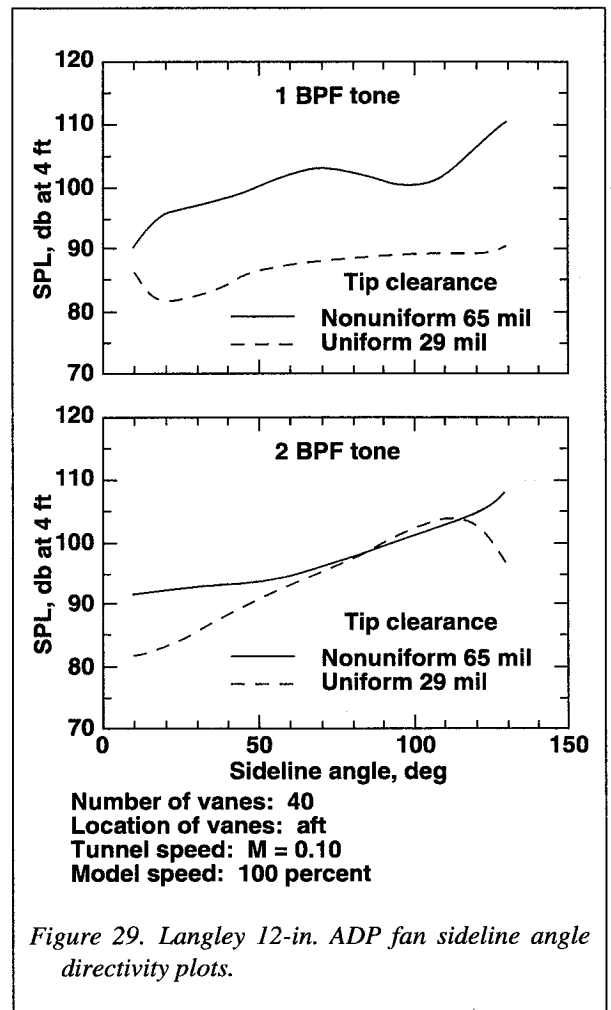 120
1 BPF tone
110
100
SPL, db at 4 ft
90
Tip clearance
80
Nonuniform 65 mil
Uniform 29 mil
70
120
2 BPF tone
110
100
SPL, db at 4 ft
90
Tip clearance
80
Nonuniform 65 mil
Uniform 29 mil
70
0 50 100 150
Sideline angle, deg
Number of vanes: 40
Location of vanes: aft
Tunnel speed: M = 0.10
Model speed: 100 percent
Figure 29. Langley 12-in. ADP fan sideline angle
directivity plots.